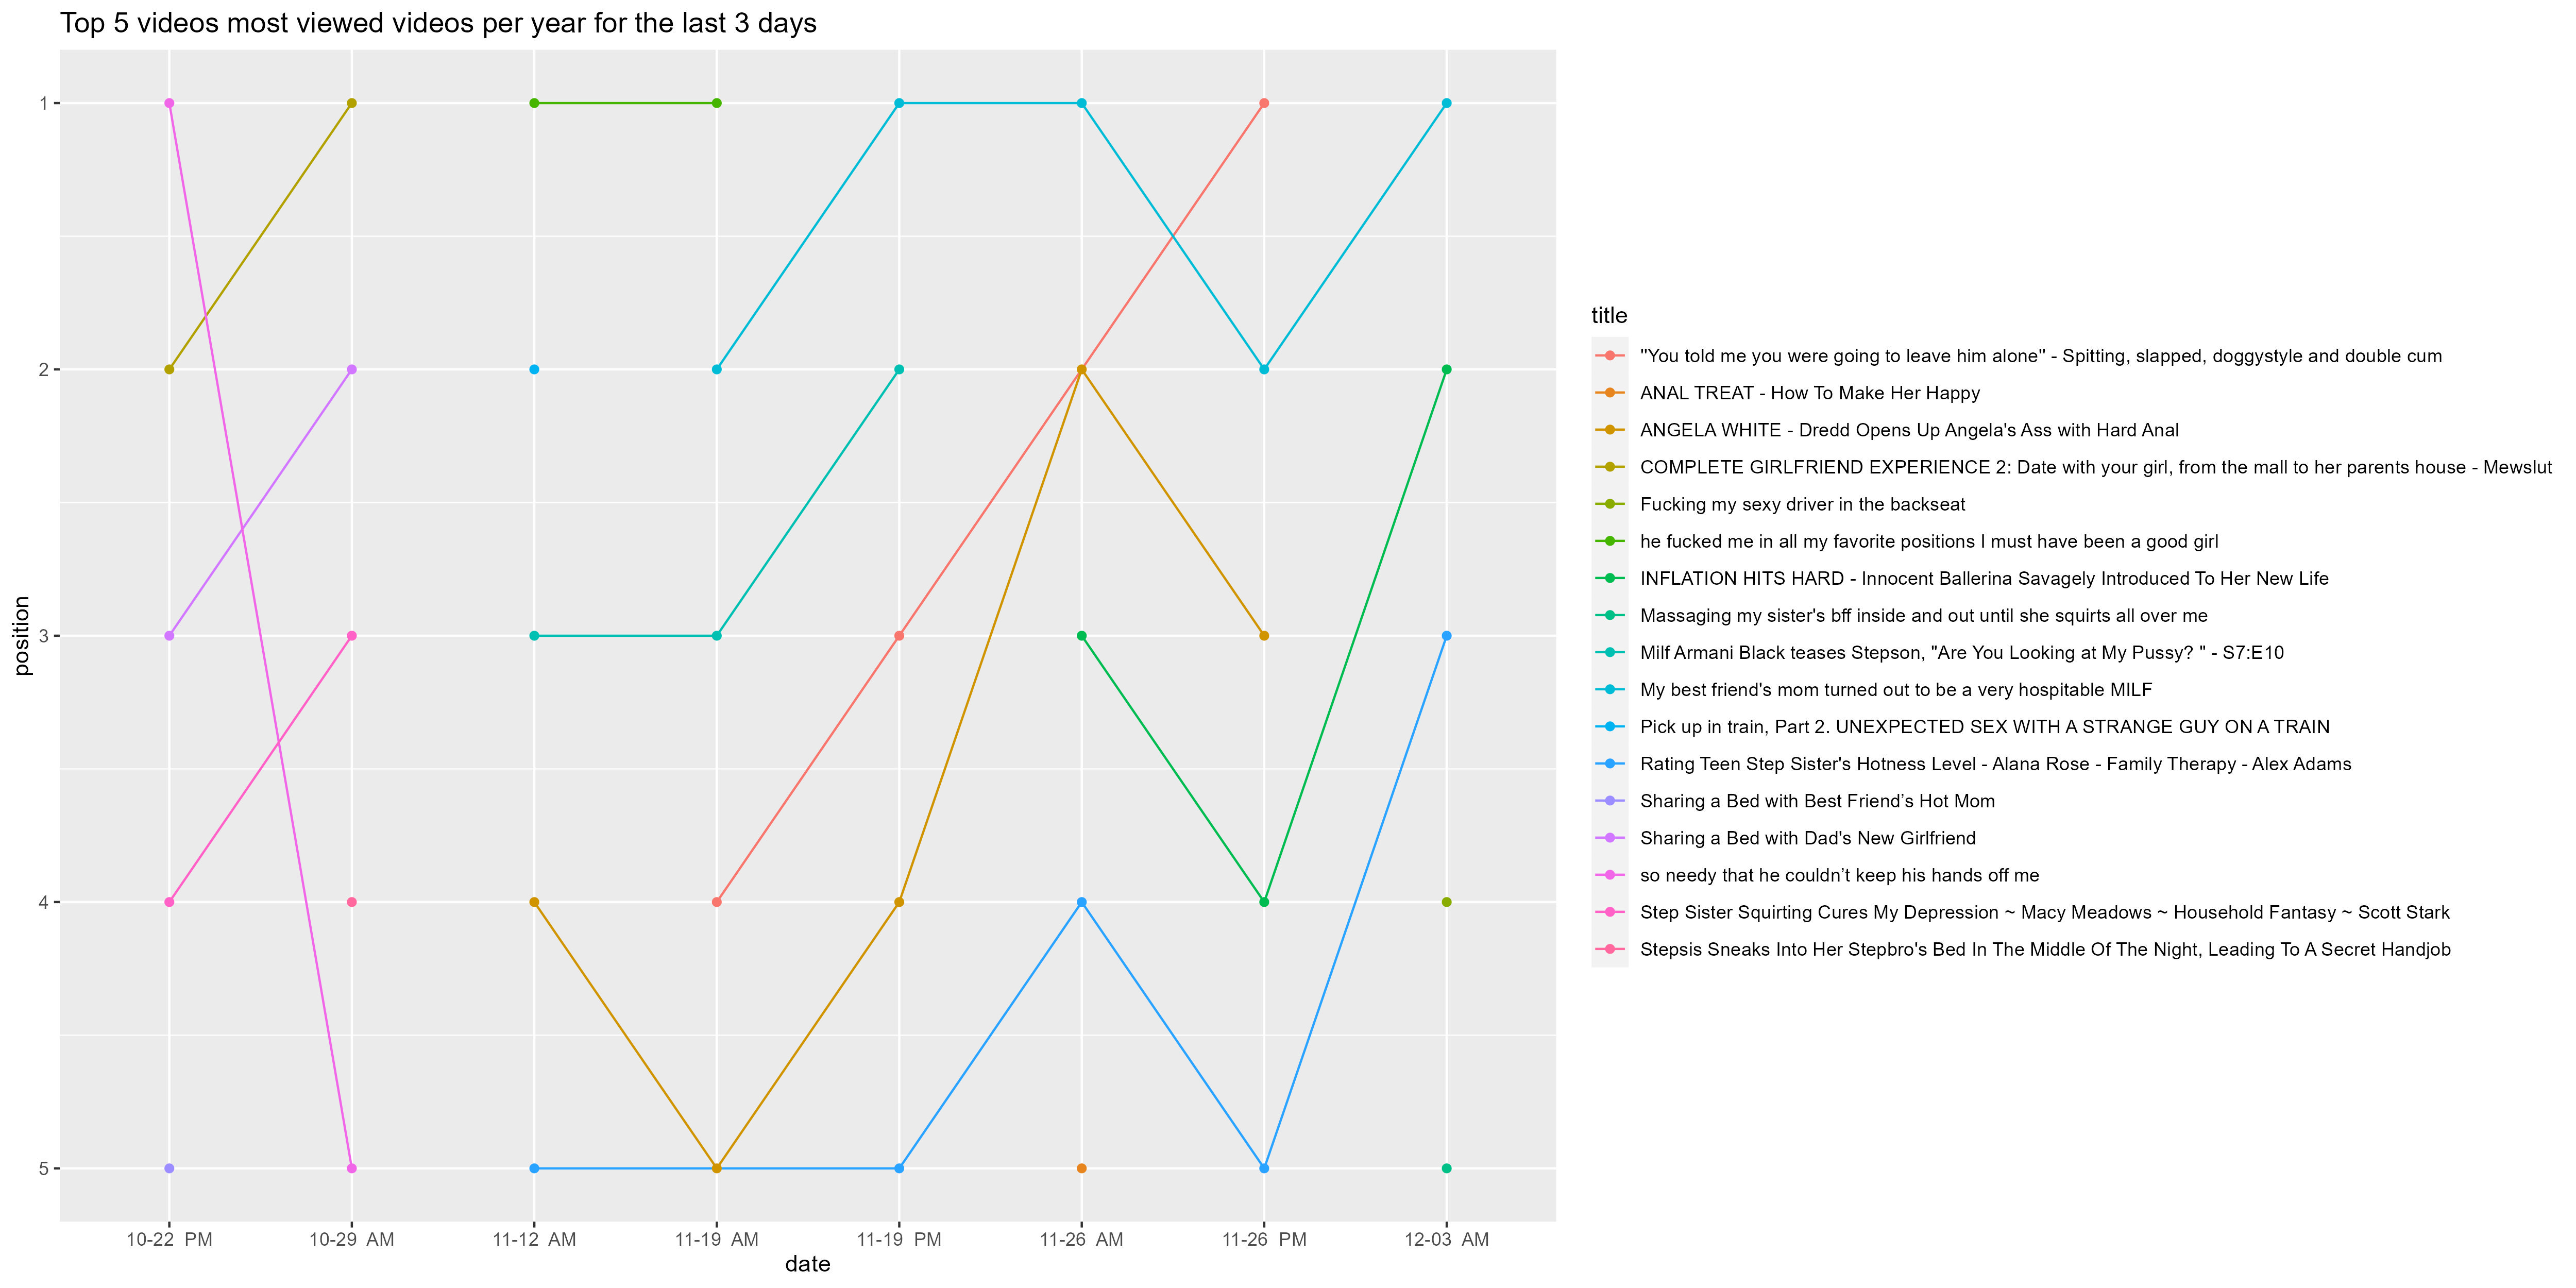 Top 5 videos most viewed videos per year for the last 3 days
1
2
3
4
5
position
10-22 PM
10-29 AM
11-12 AM
11-19 AM
11-19 PM
11-26 AM
11-26 PM
12-03 AM
date
title
"You told me you were going to leave him alone" - Spitting, slapped, doggystyle and double cum
ANAL TREAT - How To Make Her Happy
ANGELA WHITE - Dredd Opens Up Angela's Ass with Hard Anal
COMPLETE GIRLFRIEND EXPERIENCE 2: Date with your girl, from the mall to her parents house - Mewslut
Fucking my sexy driver in the backseat
he fucked me in all my favorite positions I must have been a good girl
INFLATION HITS HARD - Innocent Ballerina Savagely Introduced To Her New Life
Massaging my sister's bff inside and out until she squirts all over me
Milf Armani Black teases Stepson, "Are You Looking at My Pussy? " - S7:E10
My best friend's mom turned out to be a very hospitable MILF
Pick up in train, Part 2. UNEXPECTED SEX WITH A STRANGE GUY ON A TRAIN
Rating Teen Step Sister's Hotness Level - Alana Rose - Family Therapy - Alex Adams
Sharing a Bed with Best Friend’s Hot Mom
Sharing a Bed with Dad's New Girlfriend
so needy that he couldn’t keep his hands off me
Step Sister Squirting Cures My Depression ~ Macy Meadows ~ Household Fantasy ~ Scott Stark
Stepsis Sneaks Into Her Stepbro's Bed In The Middle Of The Night, Leading To A Secret Handjob